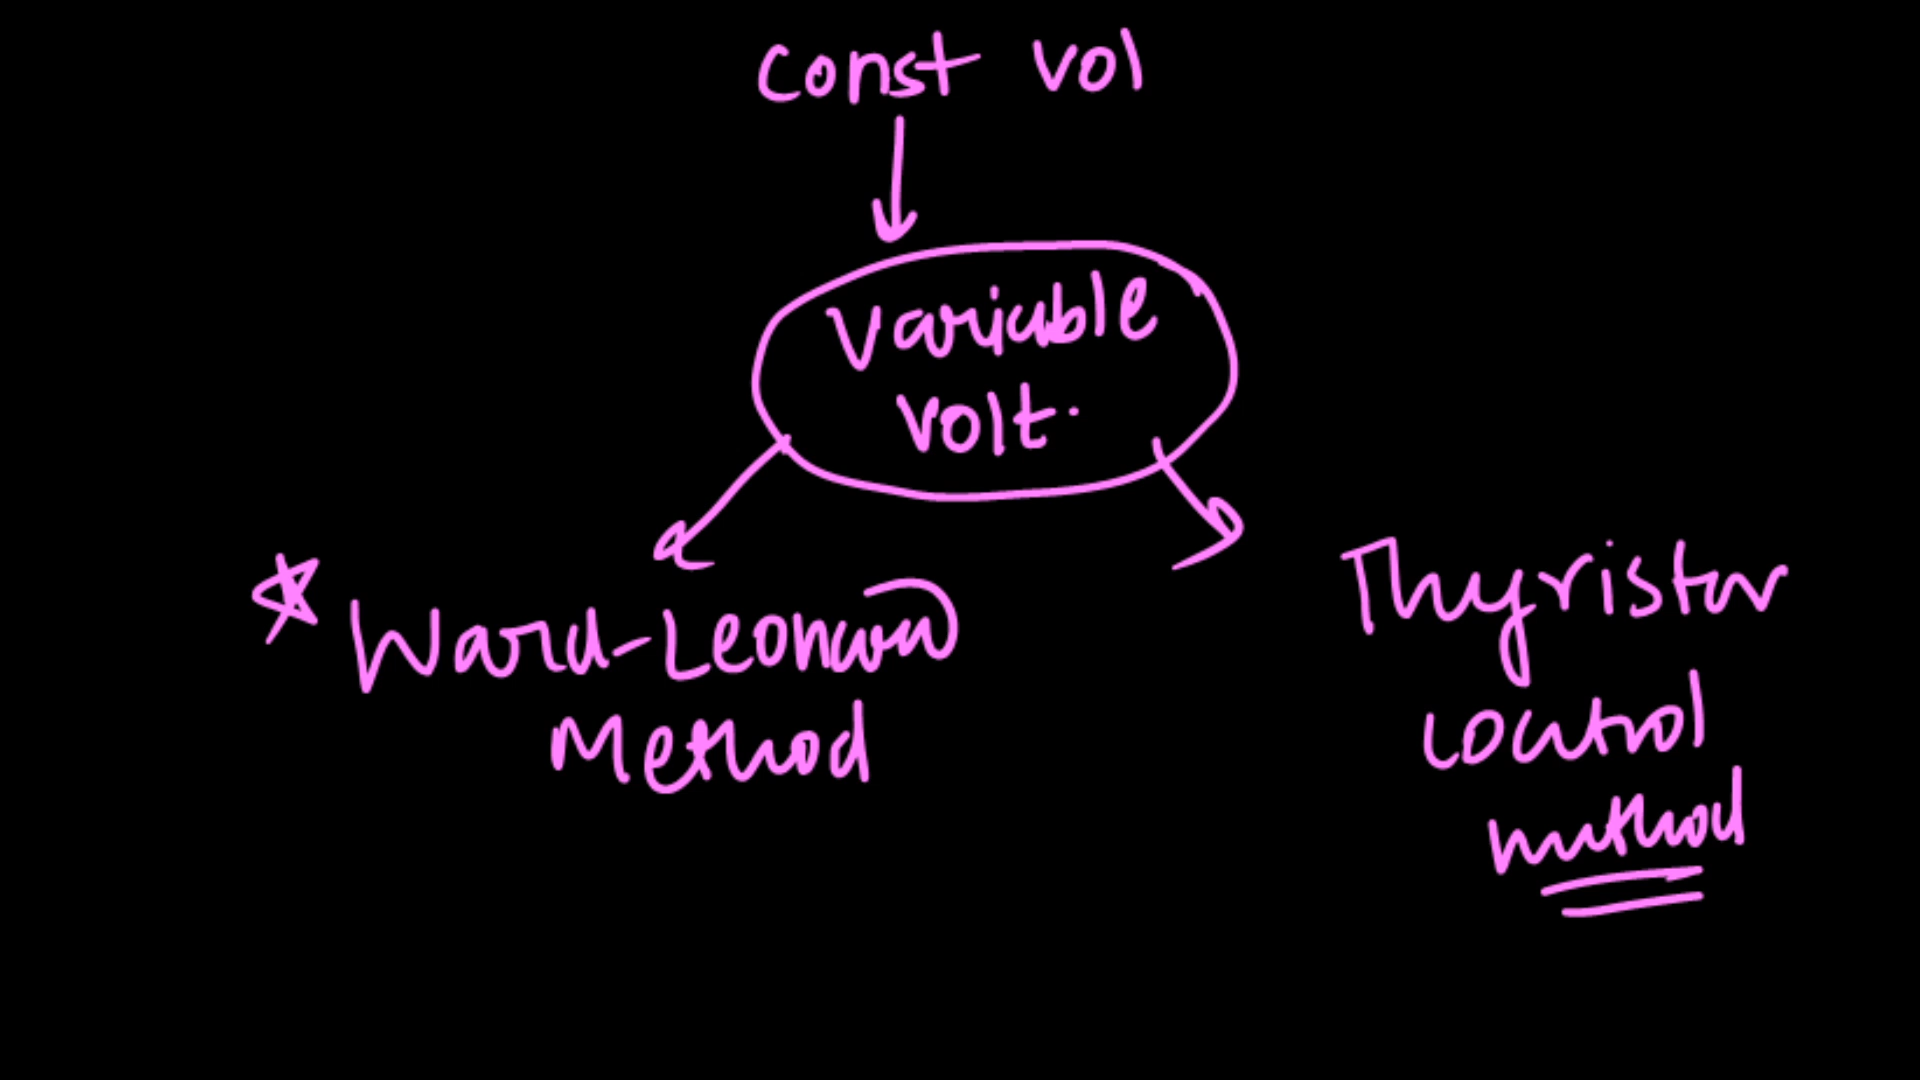 const vol
Variable
volt.
Ward-Leonard
Method
Thyristor
control
method